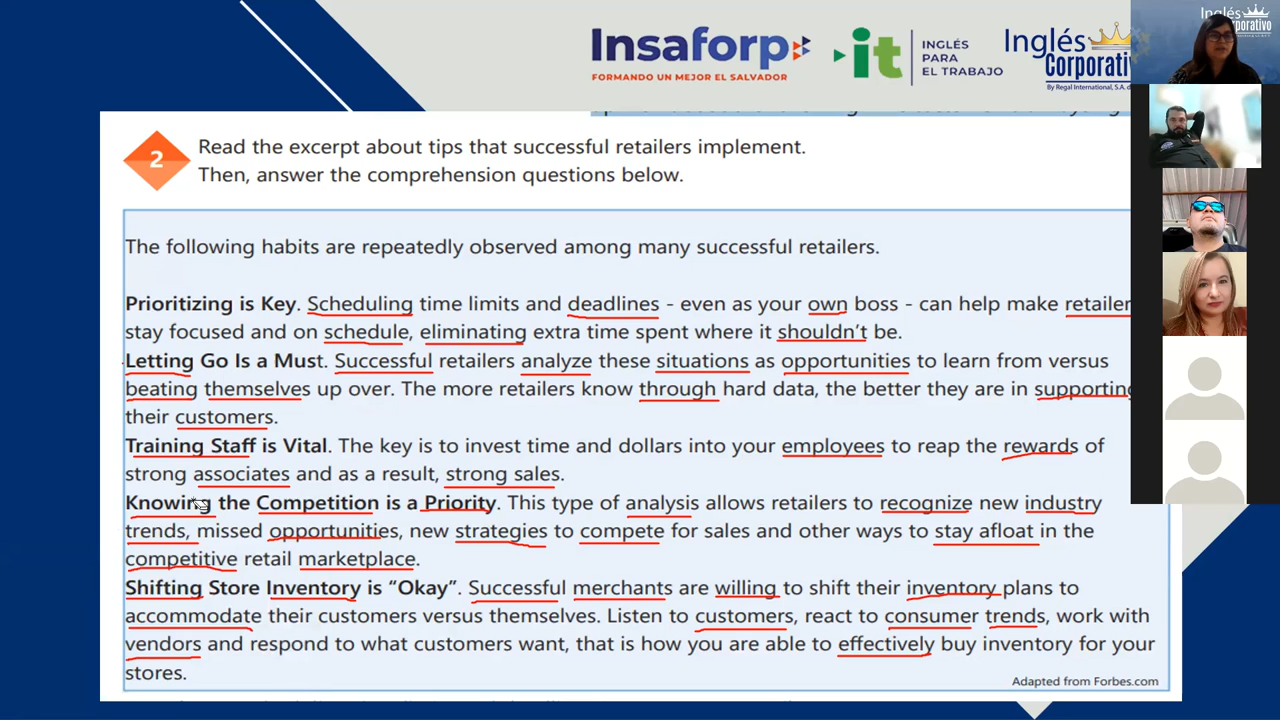 Insaforp
FORMANDO UN MEJOR EL SALVADOR
it
INGLÉS
PARA
EL TRABAJO
Inglés
Corporativo
By Regal International, S.A. d
Inglés
Corporativo
2
Read the excerpt about tips that successful retailers implement.
Then, answer the comprehension questions below.
The following habits are repeatedly observed among many successful retailers.
Prioritizing is Key. Scheduling time limits and deadlines - even as your own boss - can help make retailer
stay focused and on schedule, eliminating extra time spent where it shouldn't be.
Letting Go Is a Must. Successful retailers analyze these situations as opportunities to learn from versus
beating themselves up over. The more retailers know through hard data, the better they are in supporting
their customers.
Training Staff is Vital. The key is to invest time and dollars into your employees to reap the rewards of
strong associates and as a result, strong sales.
Knowing the Competition is a Priority. This type of analysis allows retailers to recognize new industry
trends, missed opportunities, new strategies to compete for sales and other ways to stay afloat in the
competitive retail marketplace.
Shifting Store Inventory is “Okay”. Successful merchants are willing to shift their inventory plans to
accommodate their customers versus themselves. Listen to customers, react to consumer trends, work with
vendors and respond to what customers want, that is how you are able to effectively buy inventory for your
stores.
Adapted from Forbes.com